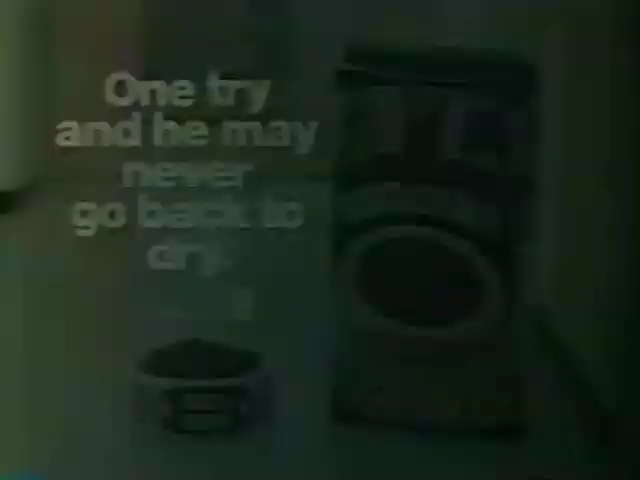 One try
and he may
never
go back to
dry.